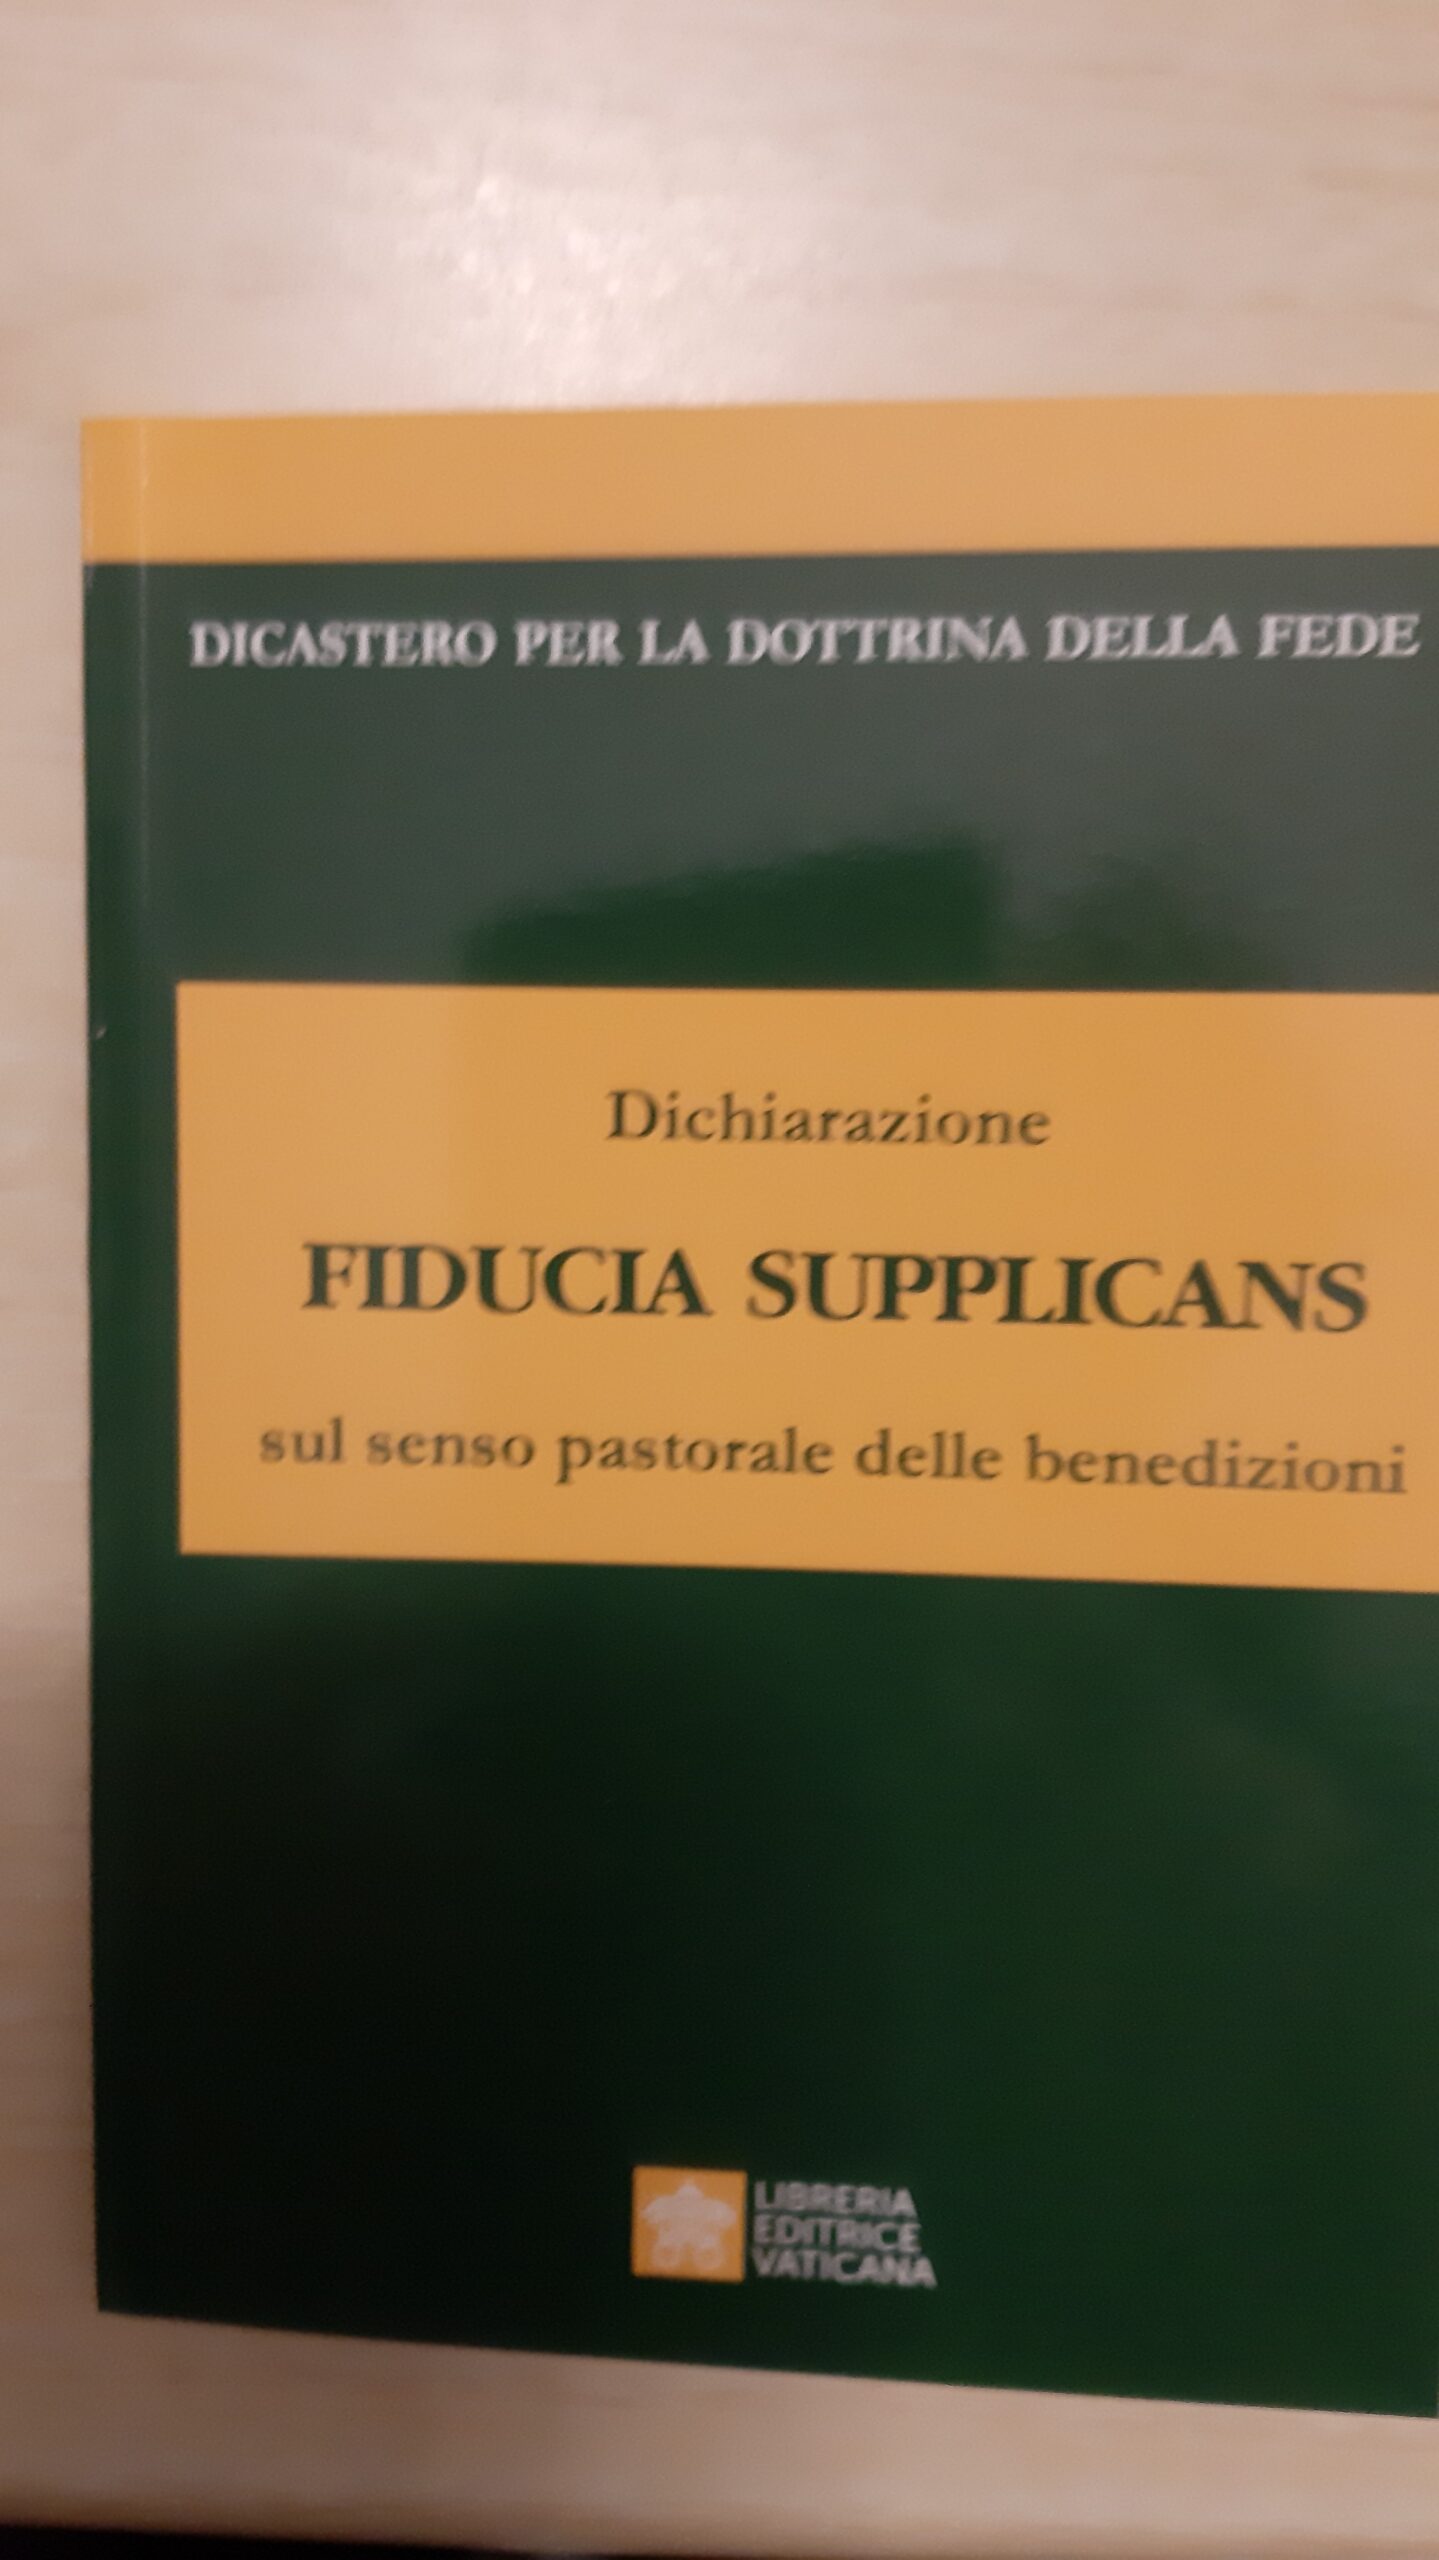 DICASTERO PER LA DOTTRINA DELLA FEDE
Dichiarazione
FIDUCIA SUPPLICANS
sul senso pastorale delle benedizioni
LIBRERIA
EDITRICE
VATICANA